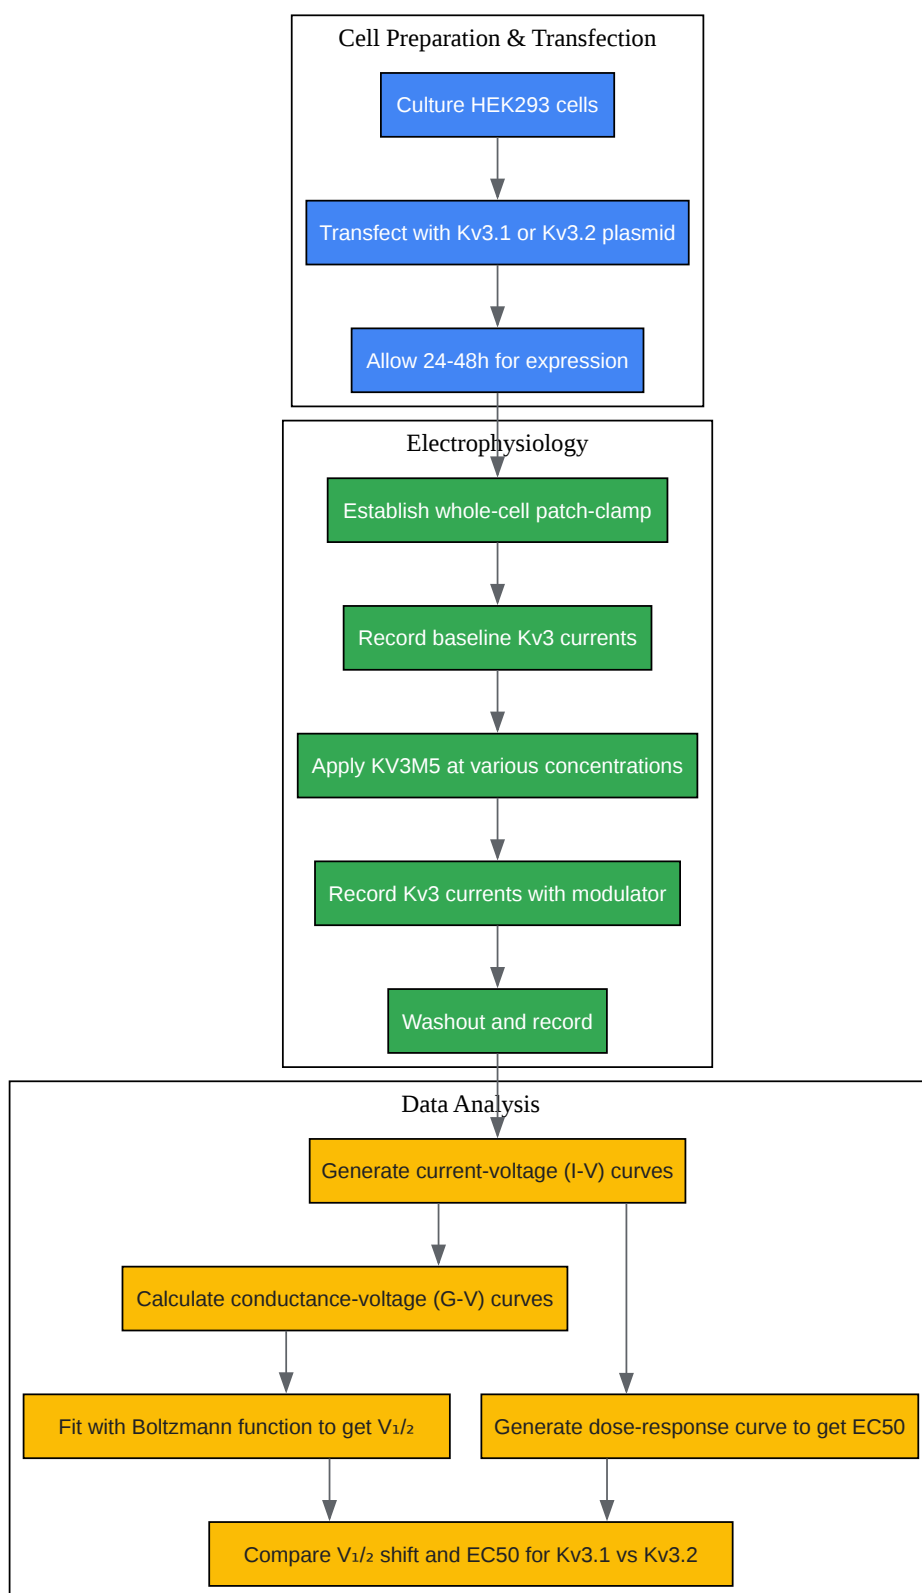 Cell Preparation & Transfection
Culture HEK293 cells
Transfect with Kv3.1 or Kv3.2 plasmid
Allow 24-48h for expression
Electrophysiology
Establish whole-cell patch-clamp
Record baseline Kv3 currents
Apply KV3M5 at various concentrations
Record Kv3 currents with modulator
Washout and record
Data Analysis
Generate current-voltage (I-V) curves
Calculate conductance-voltage (G-V) curves
Fit with Boltzmann function to get V₁/₂
Generate dose-response curve to get EC50
Compare V₁/₂ shift and EC50 for Kv3.1 vs Kv3.2